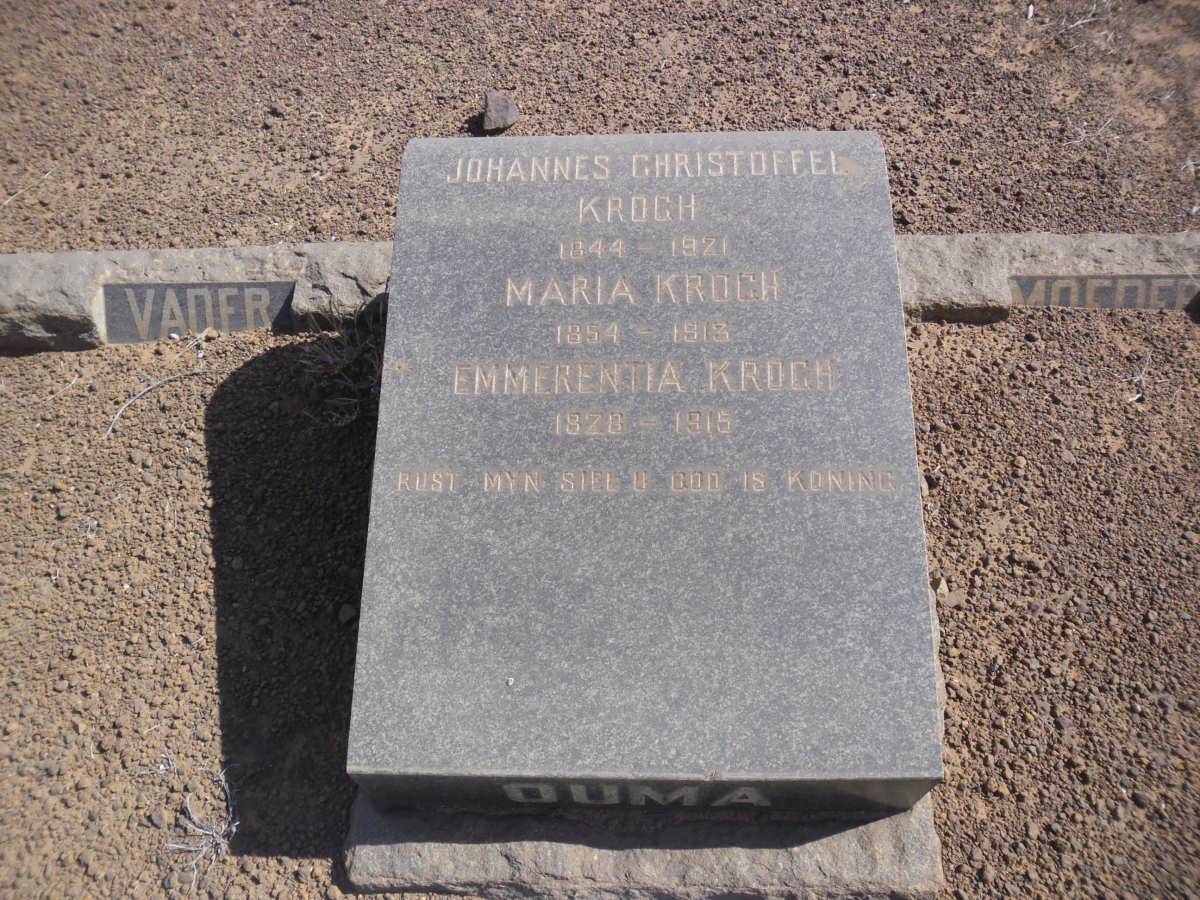 JOHANNES CHRISTOFFEL
KROGH
1844 - 1921
MARIA KROGH
1854 - 1913
EMMERENTIA KROGH
1828 - 1915
RUST MYN SIEL U GOD IS KONING
VADER
MOEDER
OUMA